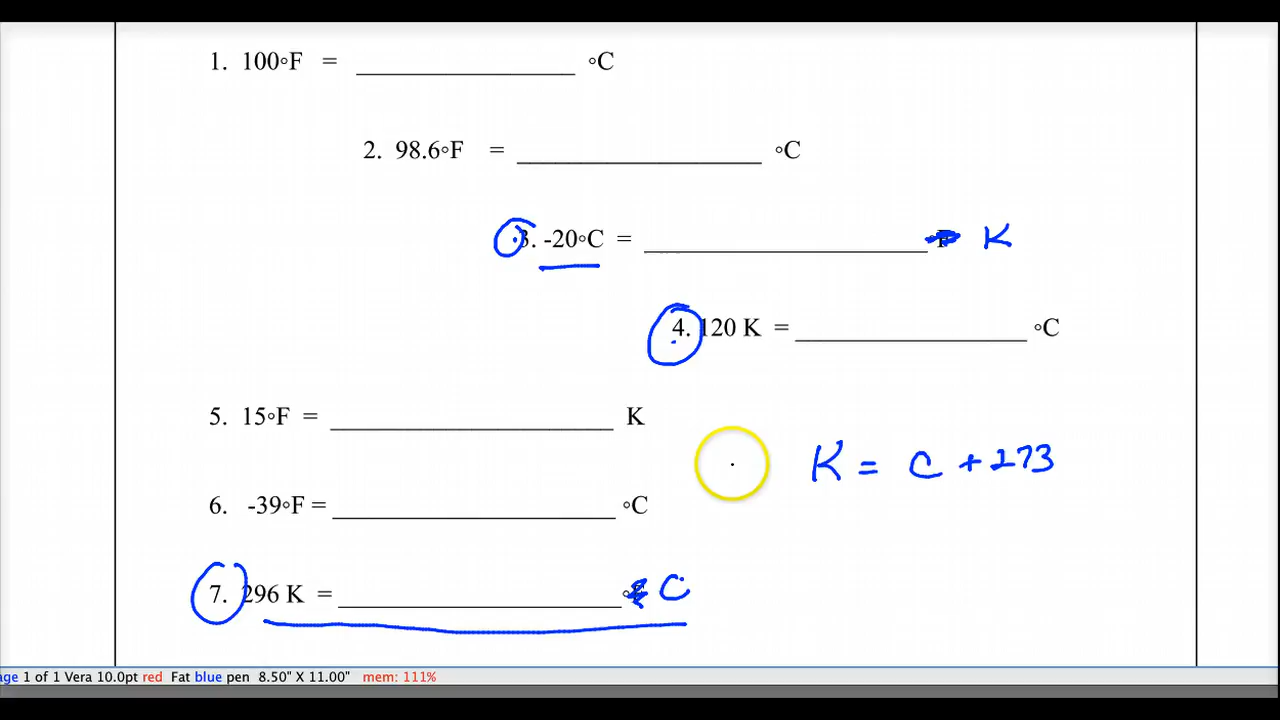 1. 100°F = ________________ °C
2. 98.6°F = __________________ °C
3. -20°C = _____________________ K
4. 120 K = _________________ °C
5. 15°F = _____________________ K
K = C + 273
6. -39°F = _____________________ °C
7. 296 K = _____________________ ° C
age 1 of 1 Vera 10.0pt red Fat blue pen 8.50" X 11.00" mem: 111%